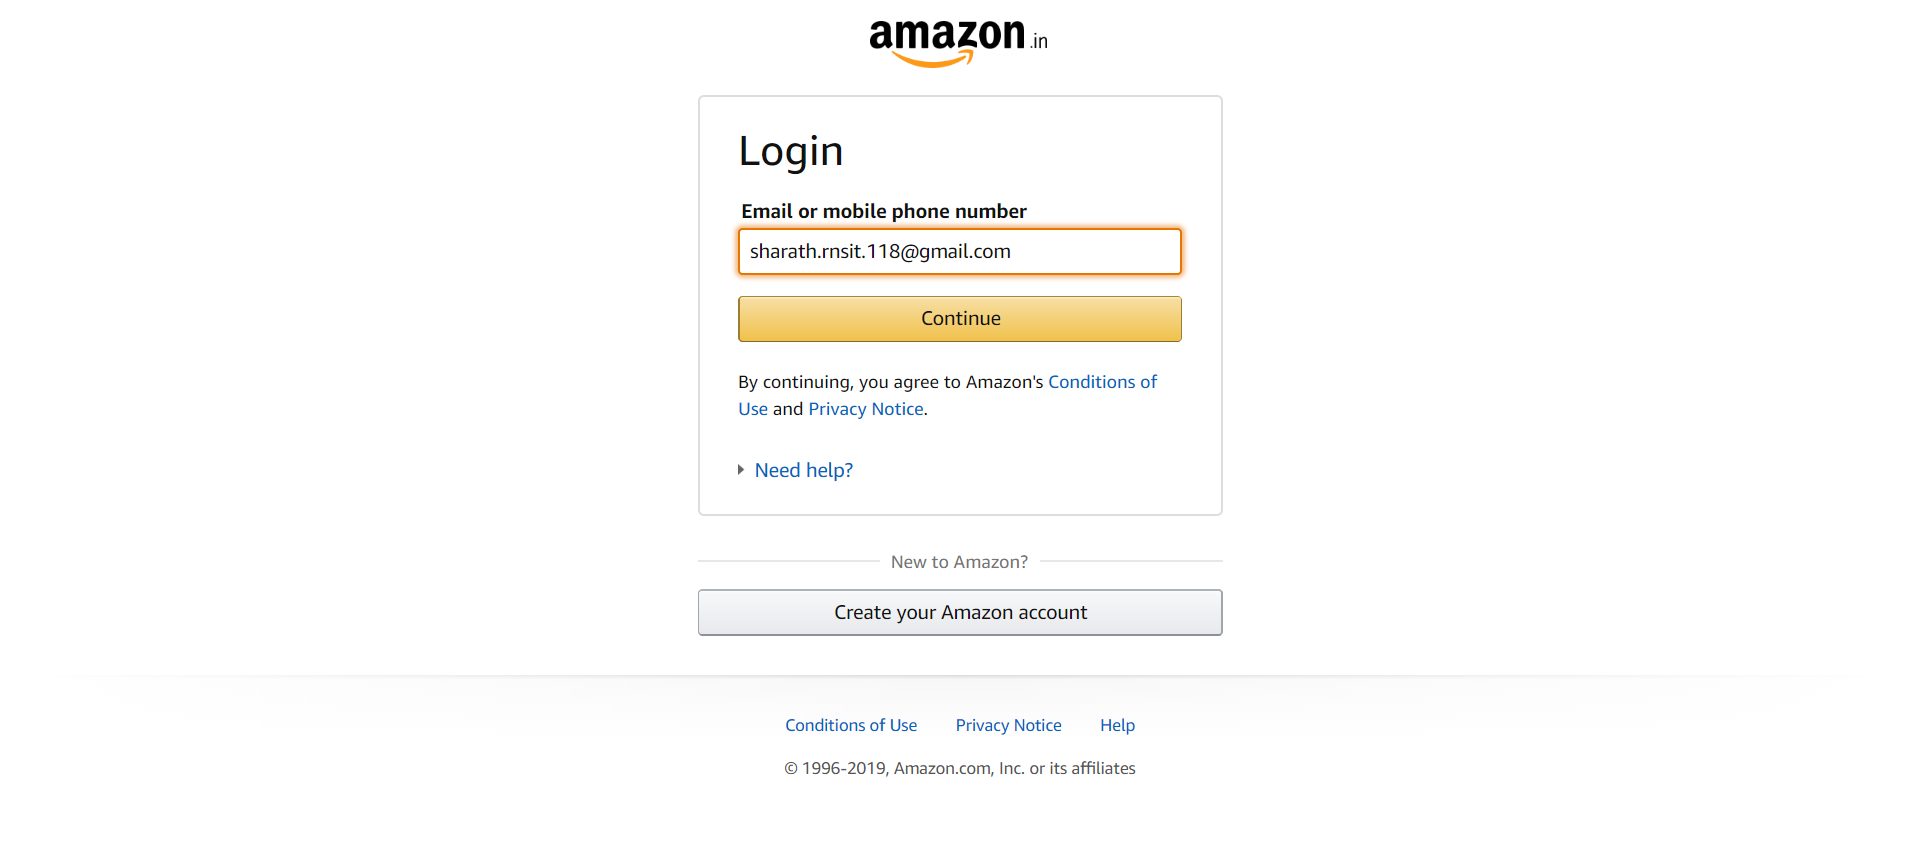 amazon.in
Login
Email or mobile phone number
sharath.rnsit.118@gmail.com
Continue
By continuing, you agree to Amazon's Conditions of
Use and Privacy Notice.
Need help?
New to Amazon?
Create your Amazon account
Conditions of Use Privacy Notice Help
© 1996-2019, Amazon.com, Inc. or its affiliates